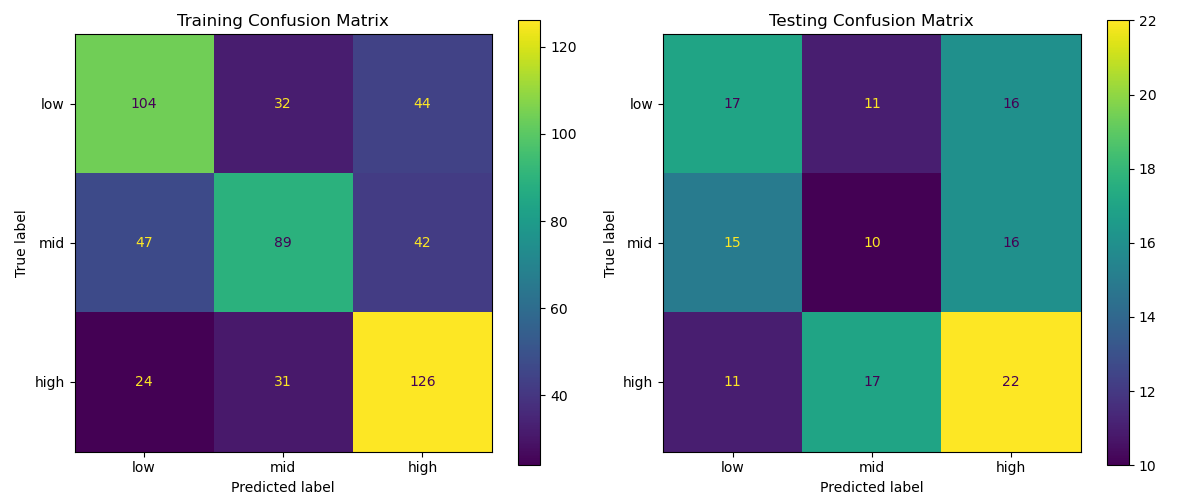 Training Confusion Matrix
True label
low
mid
high
104 32 44
47 89 42
24 31 126
low mid high
Predicted label
120
100
80
60
40
Testing Confusion Matrix
True label
low
mid
high
17 11 16
15 10 16
11 17 22
low mid high
Predicted label
22
20
18
16
14
12
10